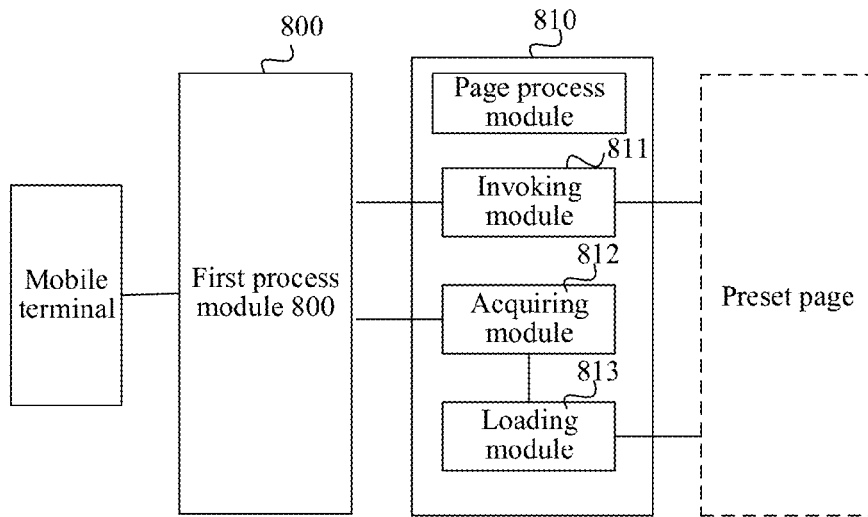 800
810
Page process
module
811
Invoking
module
812
Mobile
terminal
First process
module 800
Acquiring
module
Preset page
813
Loading
module